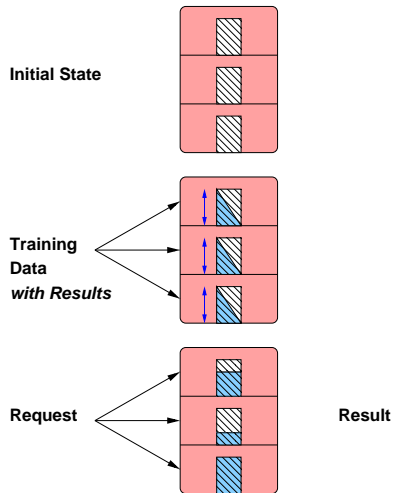 Initial State
Training
Data
with Results
Request
Result